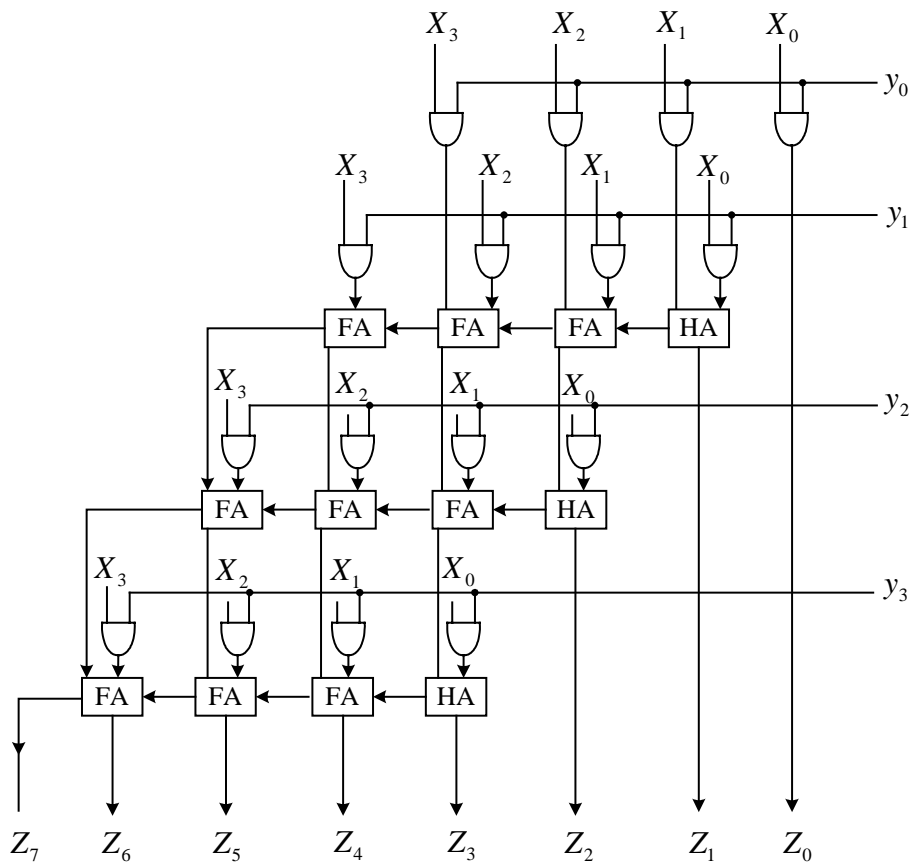 X₃ X₂ X₁ X₀
y₀
X₃ X₂ X₁ X₀
y₁
FA FA FA HA
X₃ X₂ X₁ X₀
y₂
FA FA FA HA
X₃ X₂ X₁ X₀
y₃
FA FA FA HA
Z₇ Z₆ Z₅ Z₄ Z₃ Z₂ Z₁ Z₀